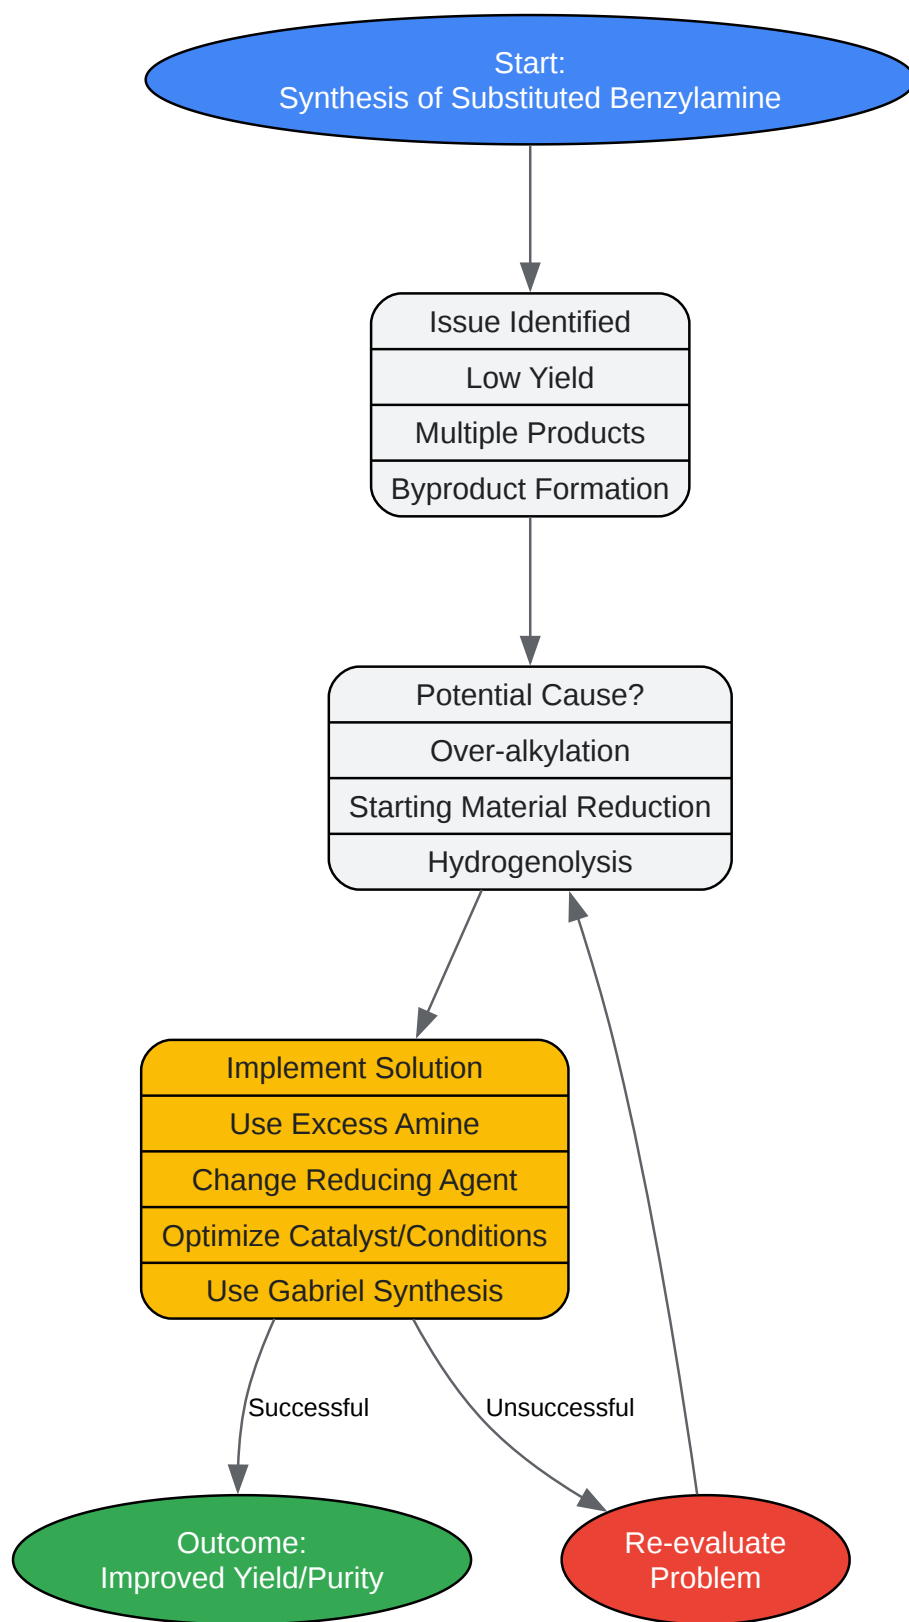 Start:
Synthesis of Substituted Benzylamine
Issue Identified
Low Yield
Multiple Products
Byproduct Formation
Potential Cause?
Over-alkylation
Starting Material Reduction
Hydrogenolysis
Implement Solution
Use Excess Amine
Change Reducing Agent
Optimize Catalyst/Conditions
Use Gabriel Synthesis
Successful
Unsuccessful
Outcome:
Improved Yield/Purity
Re-evaluate
Problem